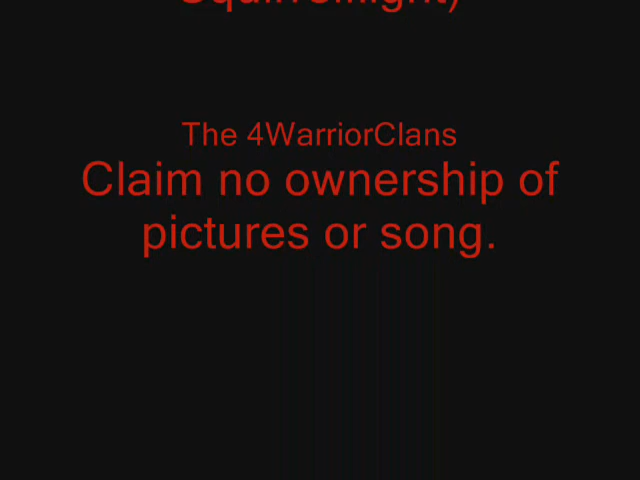 The 4WarriorClans
Claim no ownership of
pictures or song.